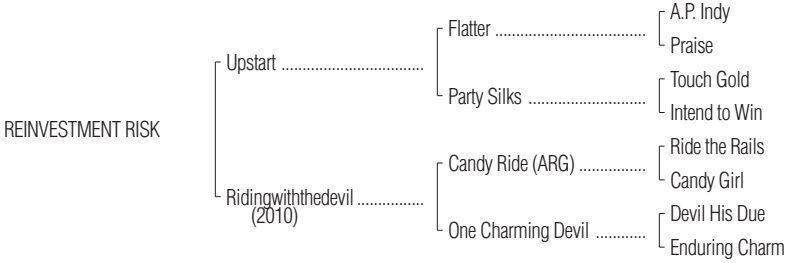 A.P. Indy
Flatter
Praise
Upstart
Touch Gold
Party Silks
Intend to Win
REINVESTMENT RISK
Ride the Rails
Candy Ride (ARG)
Candy Girl
Ridingwiththedevil
(2010)
Devil His Due
One Charming Devil
Enduring Charm